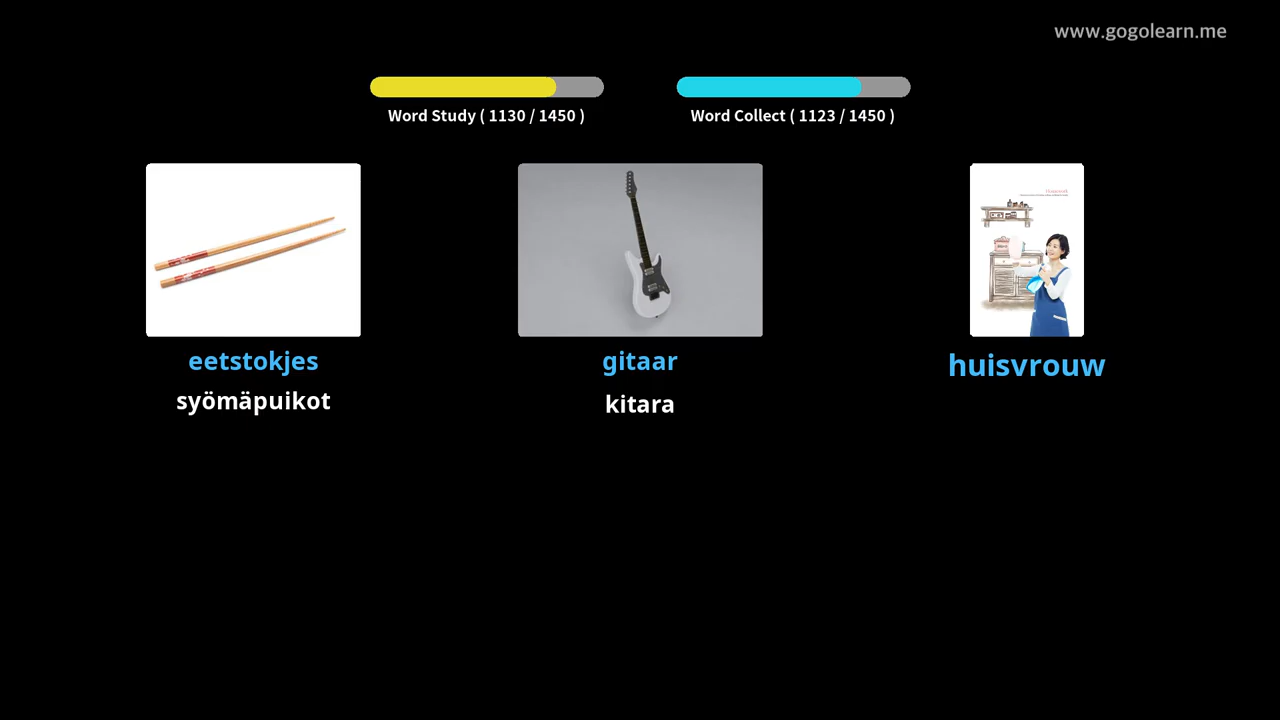 www.gogolearn.me
Word Study ( 1130 / 1450 )
Word Collect ( 1123 / 1450 )
eetstokjes
gitaar
huisvrouw
syömäpuikot
kitara